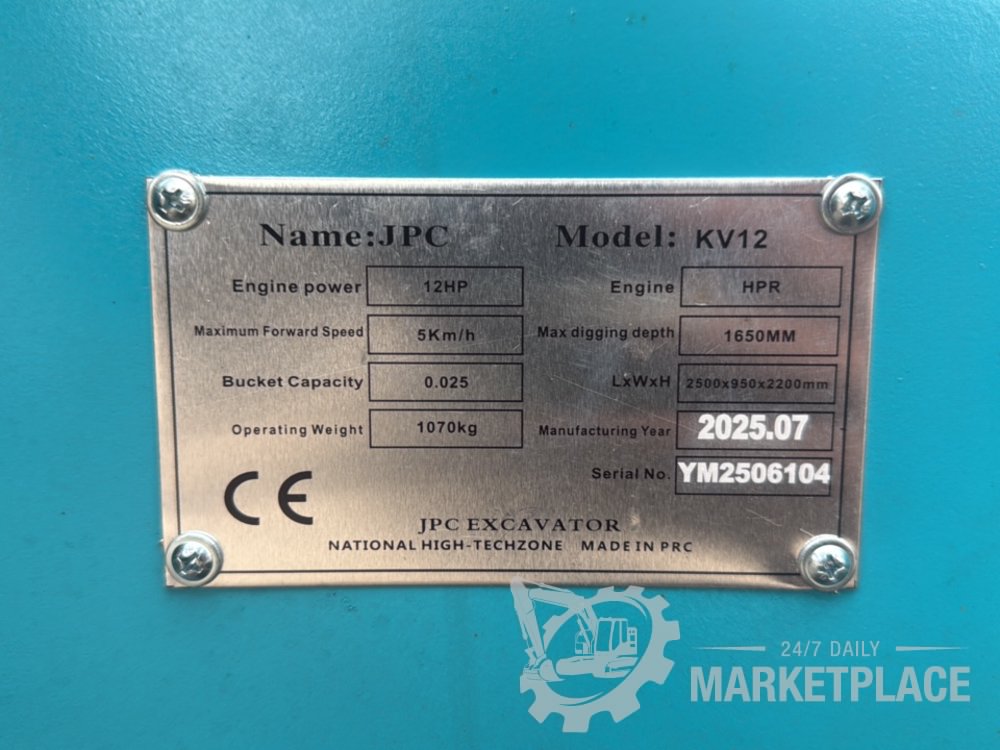 Name:JPC Model: KV12
Engine power 12HP Engine HPR
Maximum Forward Speed 5Km/h Max digging depth 1650MM
Bucket Capacity 0.025 LxWxH 2500x950x2200mm
Operating Weight 1070kg Manufacturing Year 2025.07
Serial No. YM2506104
CE
JPC EXCAVATOR
NATIONAL HIGH-TECHZONE MADE IN PRC
24/7 DAILY
MARKETPLACE